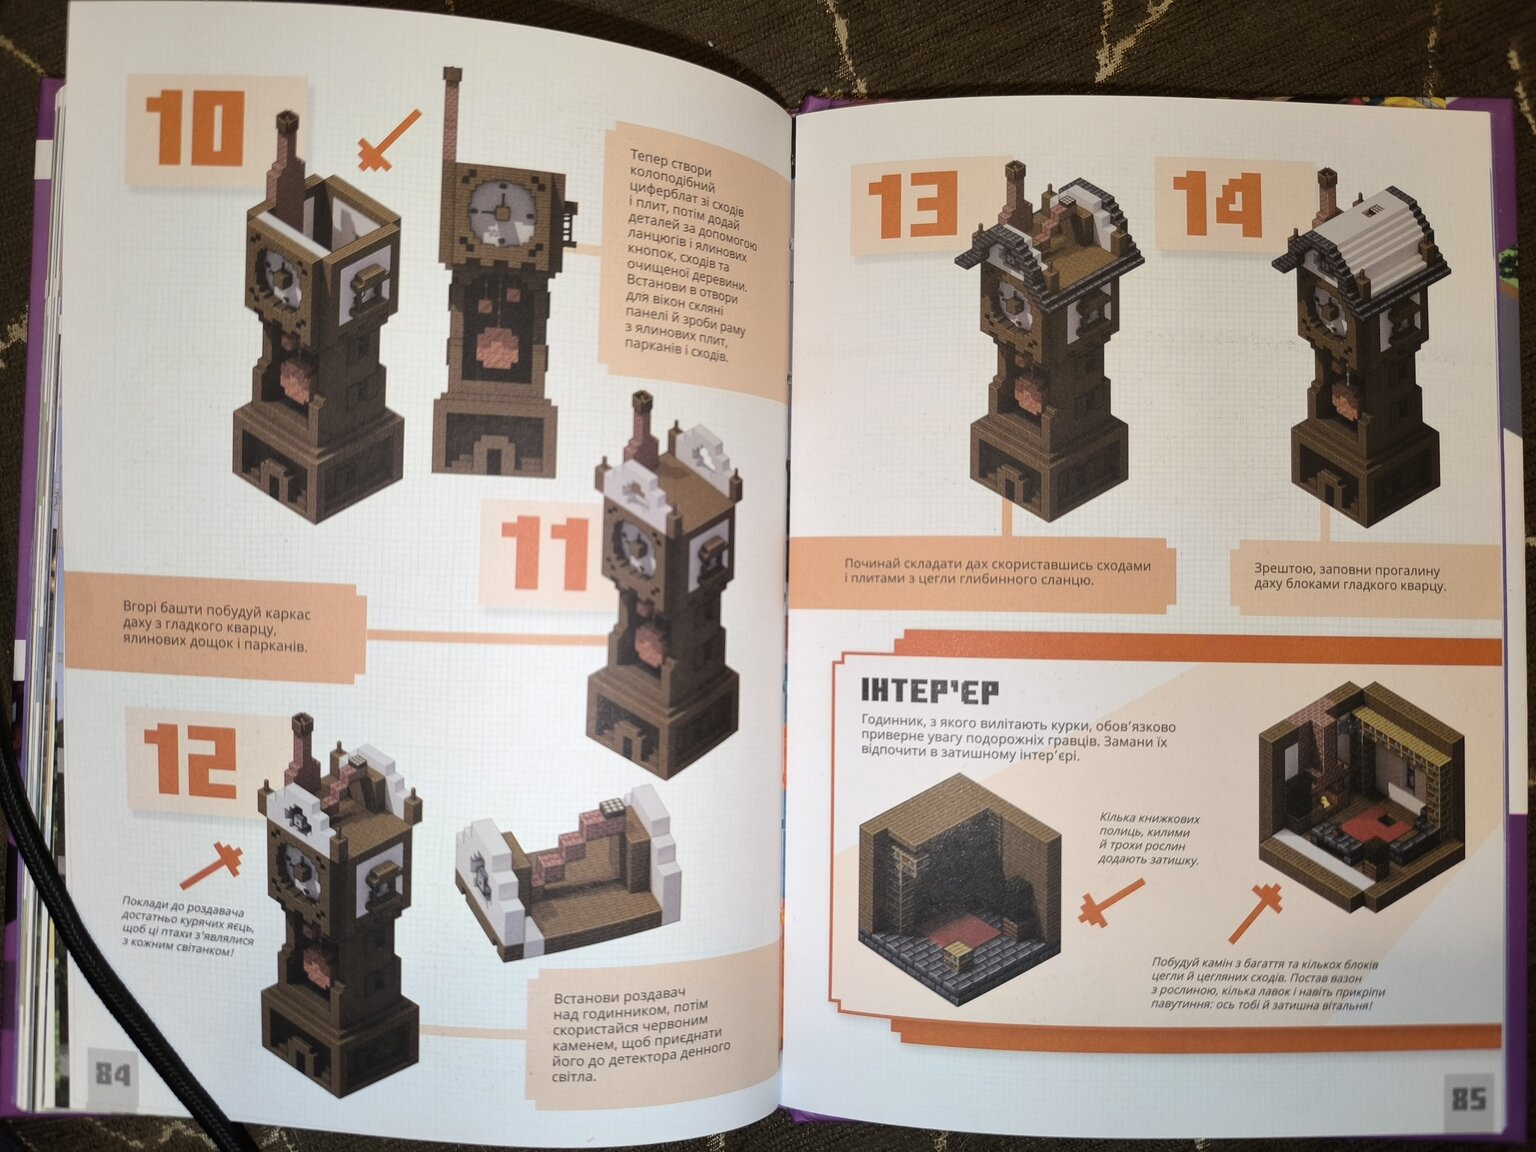 10
Тепер створи
колоподібний
циферблат зі сходів
і плит, потім додай
деталей за допомогою
ланцюгів і ялинових
кнопок, сходів та
очищеної деревини.
Встанови в отвори
для вікон скляні
панелі й зроби раму
з ялинових плит,
парканів і сходів.
11
Вгорі башти побудуй каркас
даху з гладкого кварцу,
ялинових дощок і парканів.
12
Поклади до роздавача
достатньо курячих яєць,
щоб ці птахи з'являлися
з кожним світанком!
Встанови роздавач
над годинником, потім
скористайся червоним
каменем, щоб приєднати
його до детектора денного
світла.
84
13
Починай складати дах скориставшись сходами
і плитами з цегли глибинного сланцю.
14
Зрештою, заповни прогалину
даху блоками гладкого кварцу.
ІНТЕР'ЄР
Годинник, з якого вилітають курки, обов'язково
приверне увагу подорожніх гравців. Замани їх
відпочити в затишному інтер'єрі.
Кілька книжкових
полиць, килими
й трохи рослин
додають затишку.
Побудуй камін з багаття та кількох блоків
цегли й цегляних сходів. Постав вазон
з рослиною, кілька лавок і навіть прикріпи
павутиння: ось тобі й затишна вітальня!
85